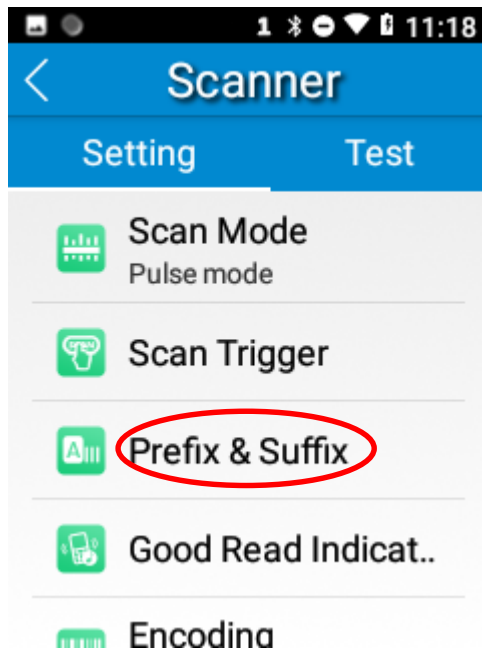 1 11:18
Scanner
Setting Test
Scan Mode
Pulse mode
Scan Trigger
Prefix & Suffix
Good Read Indicat..
Encoding